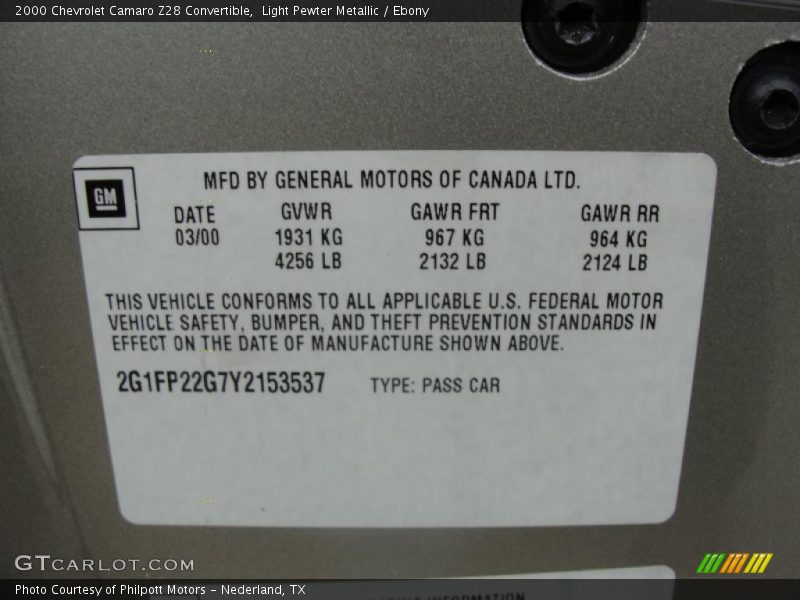 2000 Chevrolet Camaro Z28 Convertible,  Light Pewter Metallic / Ebony
GM
MFD BY GENERAL MOTORS OF CANADA LTD.
DATE GVWR GAWR FRT GAWR RR
03/00 1931 KG 967 KG 964 KG
4256 LB 2132 LB 2124 LB
THIS VEHICLE CONFORMS TO ALL APPLICABLE U.S. FEDERAL MOTOR
VEHICLE SAFETY, BUMPER, AND THEFT PREVENTION STANDARDS IN
EFFECT ON THE DATE OF MANUFACTURE SHOWN ABOVE.
2G1FP22G7Y2153537 TYPE: PASS CAR
GTCARLOT.COM
Photo Courtesy of Philpott Motors - Nederland, TX
INFORMATION